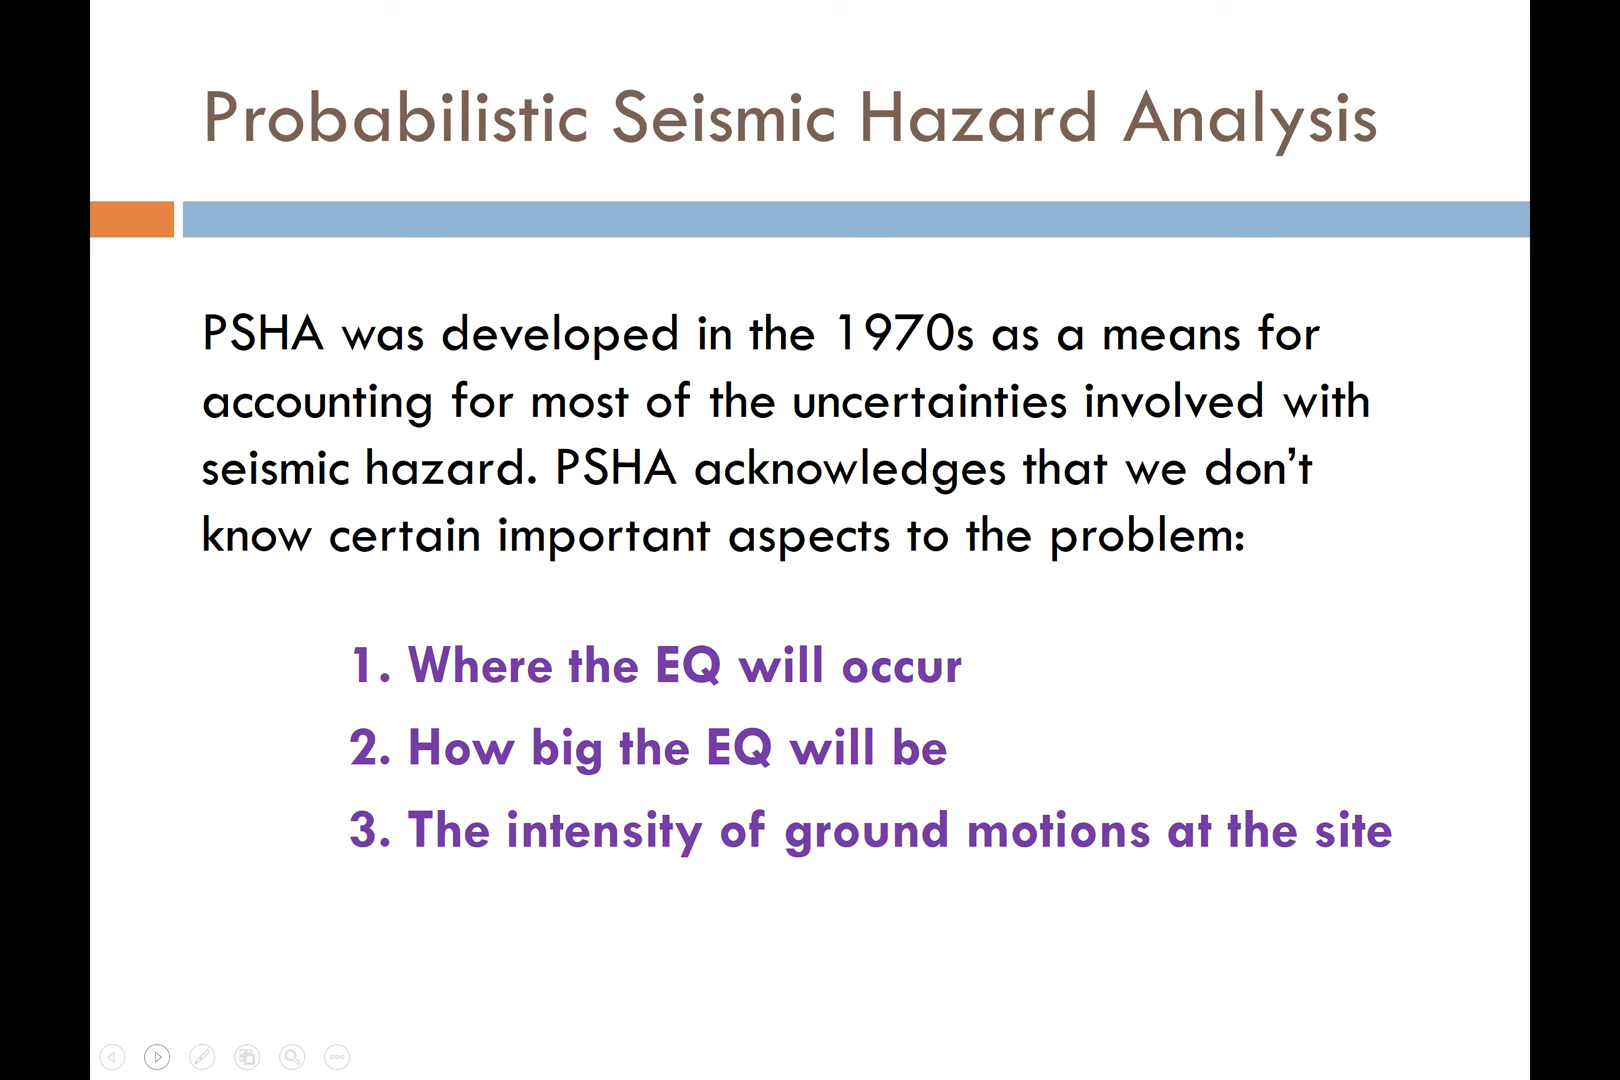 Probabilistic Seismic Hazard Analysis
PSHA was developed in the 1970s as a means for
accounting for most of the uncertainties involved with
seismic hazard. PSHA acknowledges that we don’t
know certain important aspects to the problem:
1. Where the EQ will occur
2. How big the EQ will be
3. The intensity of ground motions at the site